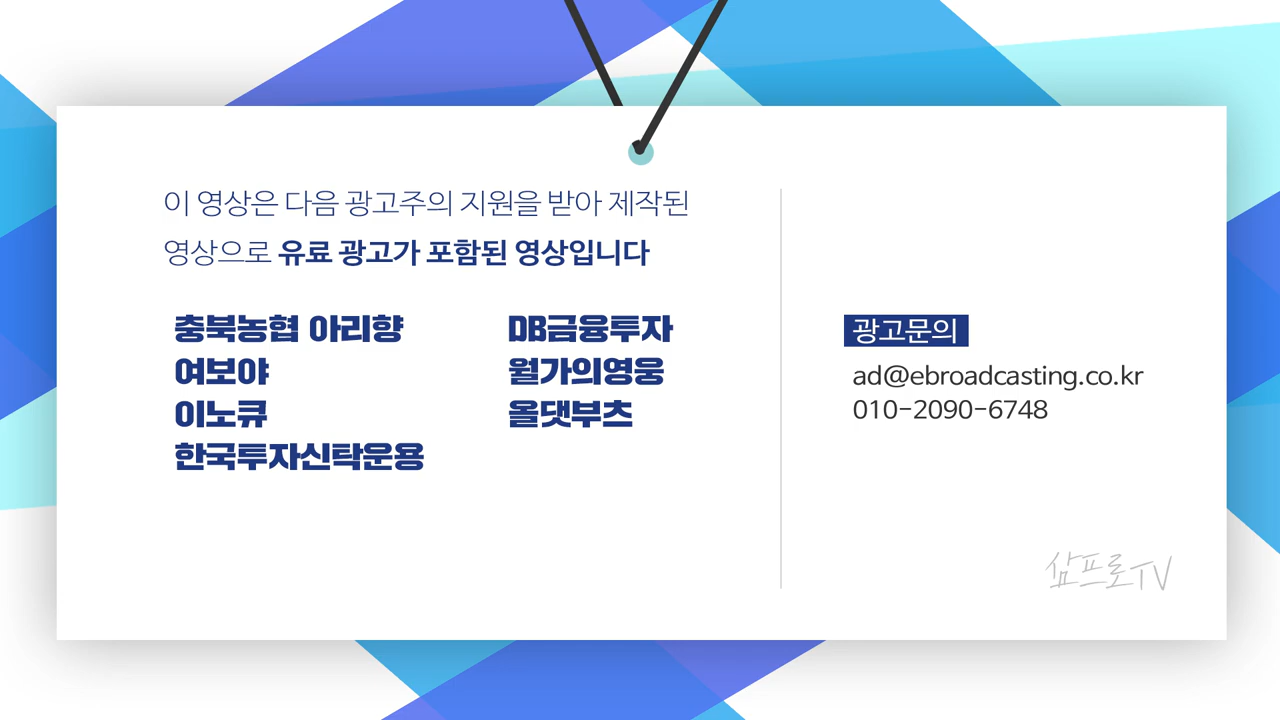 이 영상은 다음 광고주의 지원을 받아 제작된
영상으로 유료 광고가 포함된 영상입니다
충북농협 아리향
여보야
이노큐
한국투자신탁운용
DB금융투자
월가의영웅
올댓부츠
광고문의
ad@ebroadcasting.co.kr
010-2090-6748
삼프로TV